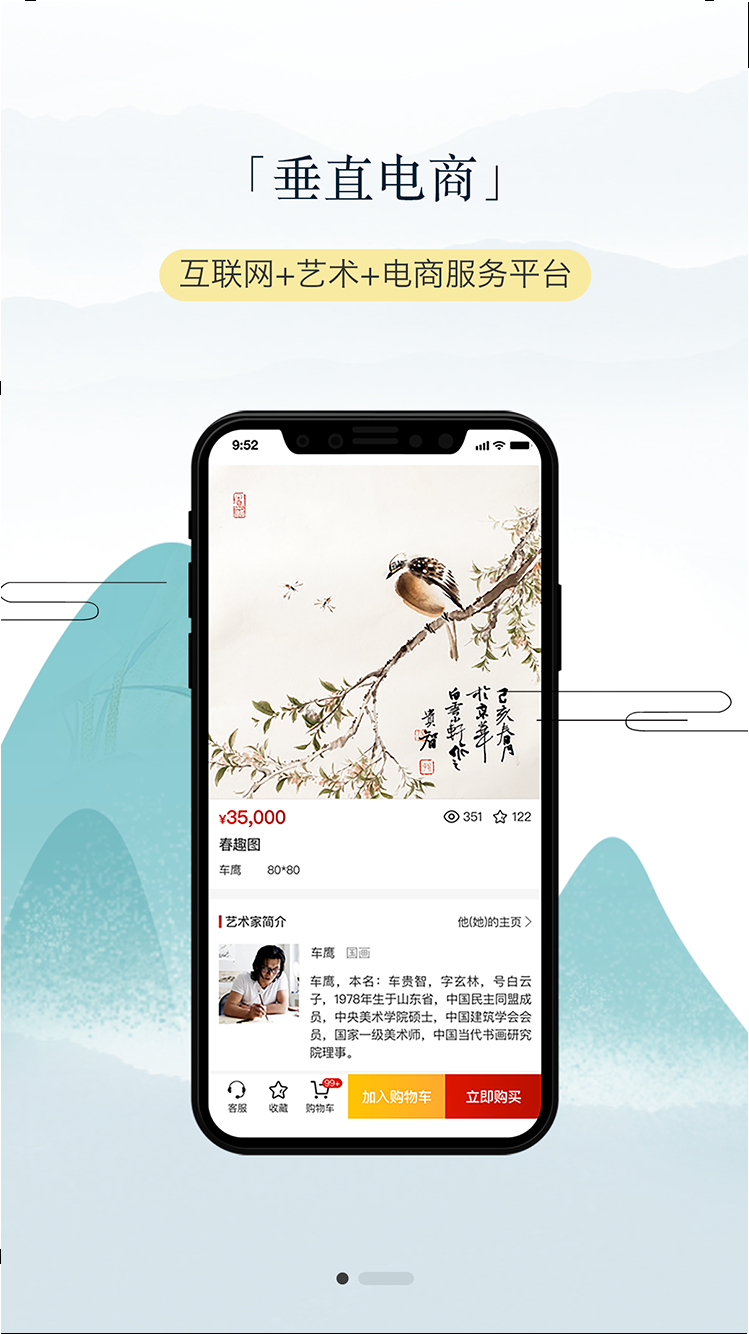 「垂直电商」
互联网+艺术+电商服务平台
9:52
己亥春月
於京華
白雲小軒作之
貴智
¥35,000
351
122
春趣图
车鹰 80*80
艺术家简介
他(她)的主页
车鹰 国画
车鹰，本名：车贵智，字玄林，号白云
子，1978年生于山东省，中国民主同盟成
员，中央美术学院硕士，中国建筑学会会
员，国家一级美术师，中国当代书画研究
院理事。
99+
客服
收藏
购物车
加入购物车
立即购买